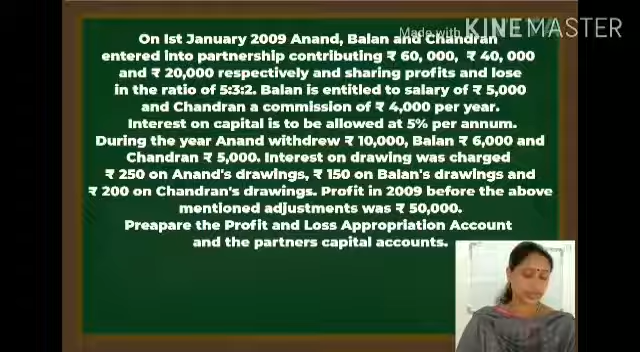 Made with KINEMASTER
On Ist January 2009 Anand, Balan and Chandran
entered into partnership contributing ₹ 60, 000, ₹ 40, 000
and ₹ 20,000 respectively and sharing profits and lose
in the ratio of 5:3:2. Balan is entitled to salary of ₹ 5,000
and Chandran a commission of ₹ 4,000 per year.
Interest on capital is to be allowed at 5% per annum.
During the year Anand withdrew ₹ 10,000, Balan ₹ 6,000 and
Chandran ₹ 5,000. Interest on drawing was charged
₹ 250 on Anand's drawings, ₹ 150 on Balan's drawings and
₹ 200 on Chandran's drawings. Profit in 2009 before the above
mentioned adjustments was ₹ 50,000.
Preapare the Profit and Loss Appropriation Account
and the partners capital accounts.